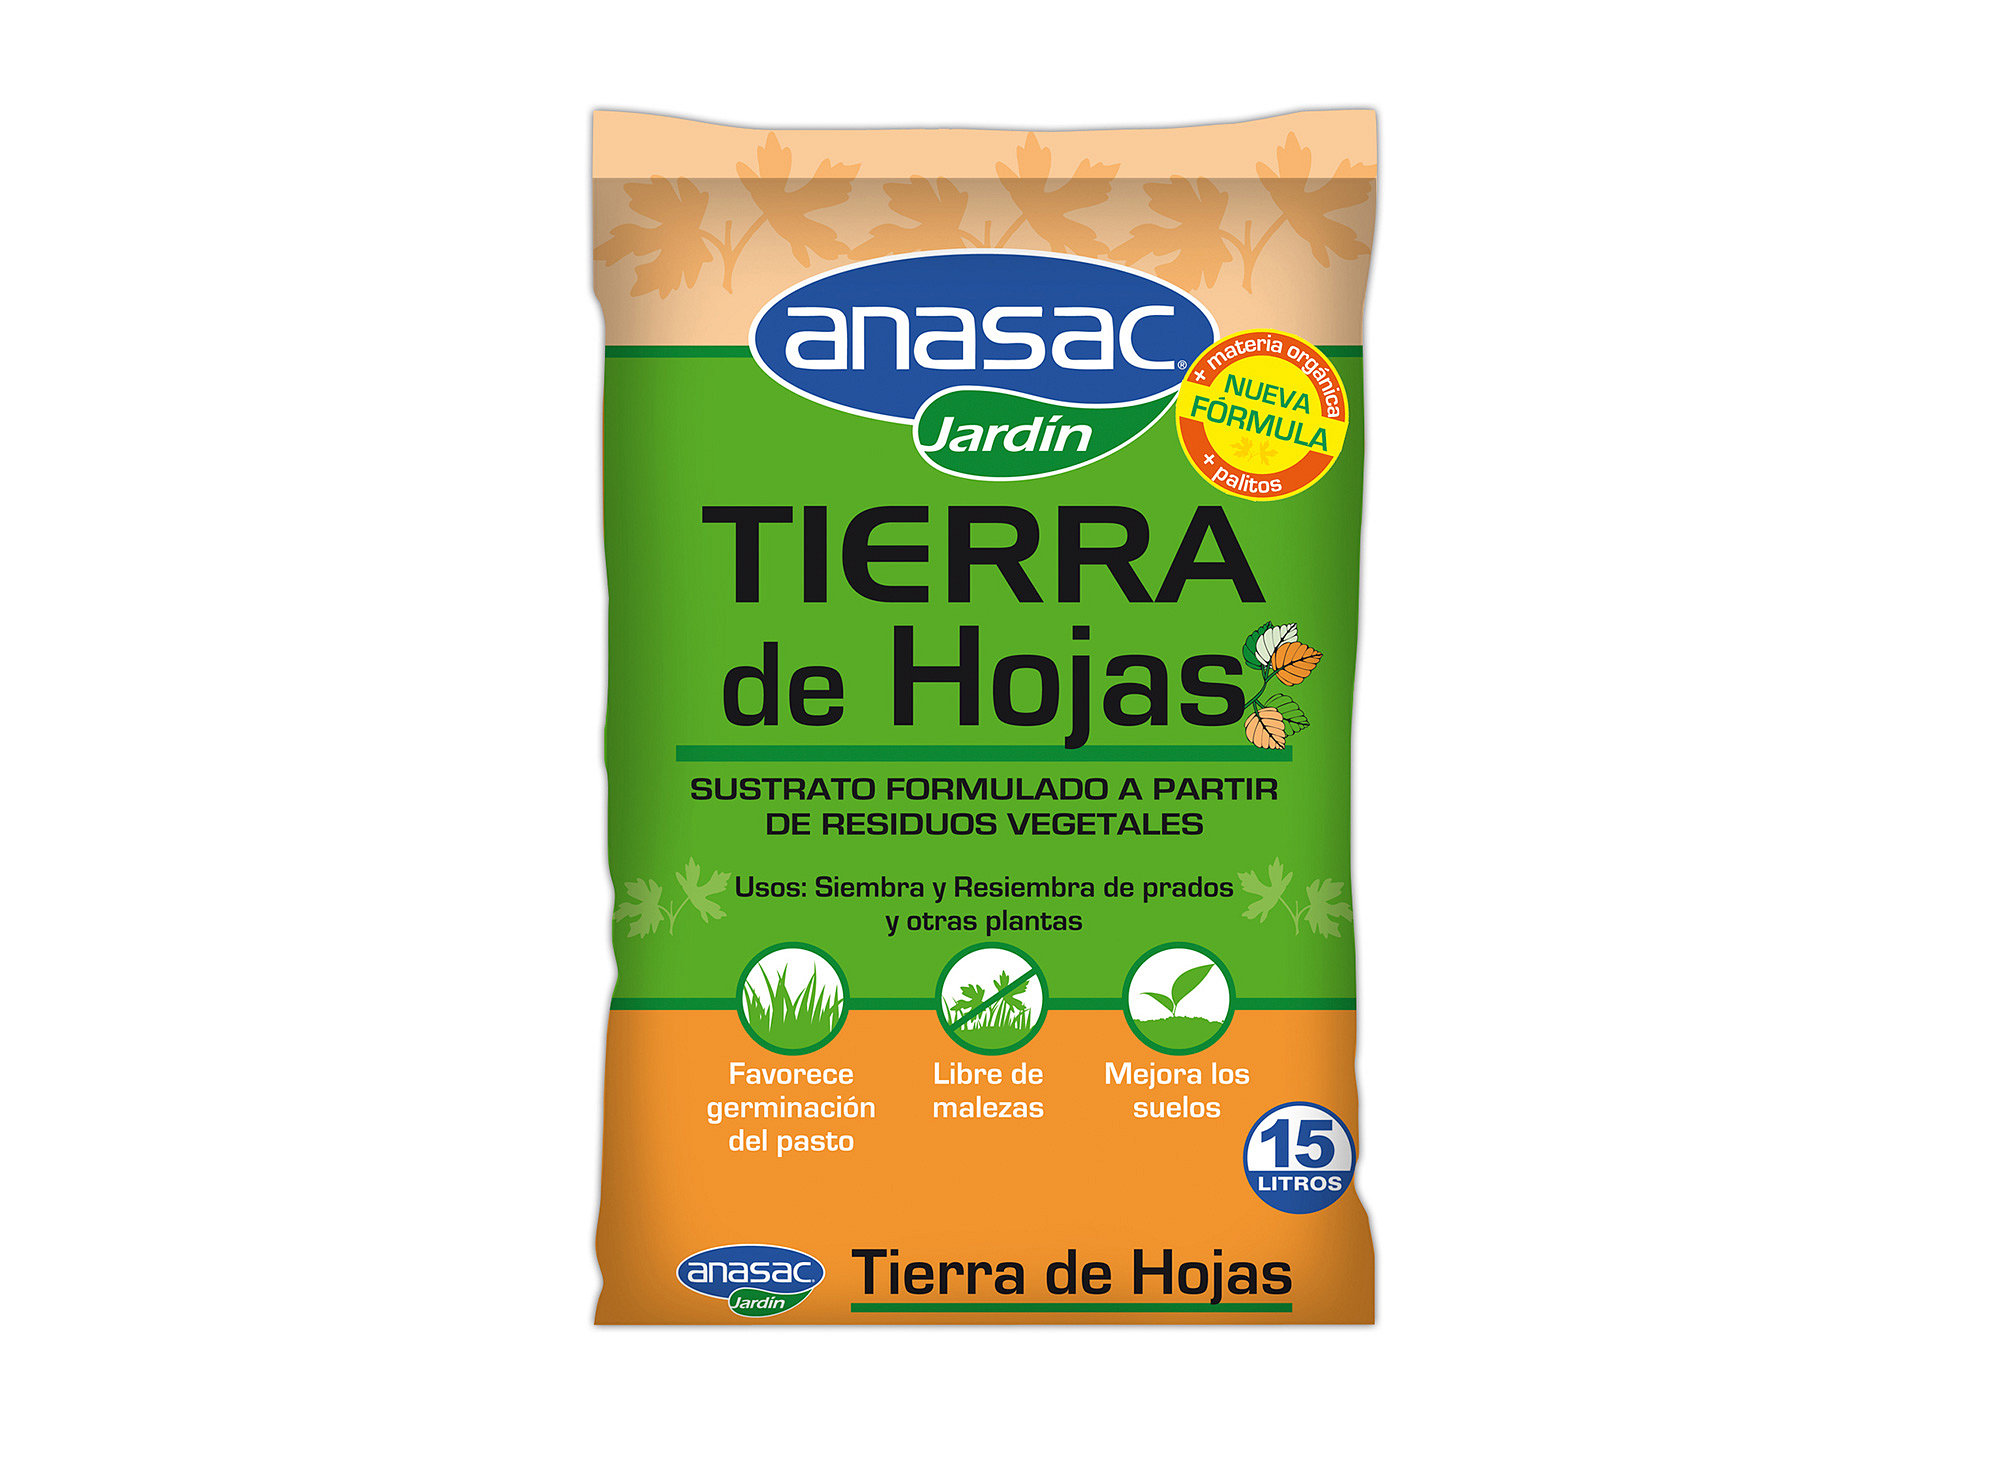 anasac®
Jardín
+ materia orgánica
NUEVA
FÓRMULA
+ palitos
TIERRA
de Hojas
SUSTRATO FORMULADO A PARTIR
DE RESIDUOS VEGETALES
Usos: Siembra y Resiembra de prados
y otras plantas
Favorece
germinación
del pasto
Libre de
malezas
Mejora los
suelos
15
LITROS
anasac®
Jardín
Tierra de Hojas